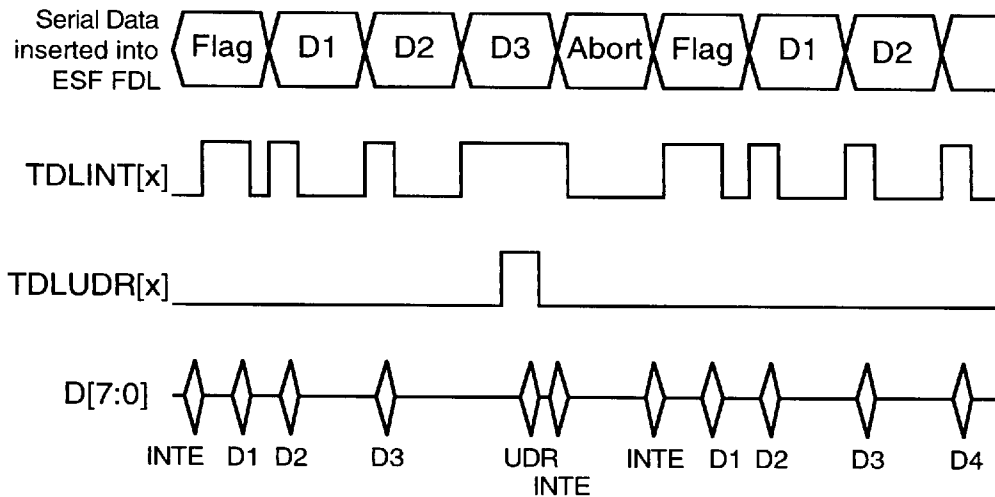 Serial Data
inserted into
ESF FDL
Flag D1 D2 D3 Abort Flag D1 D2
TDLINT[x]
TDLUDR[x]
D[7:0]
INTE D1 D2 D3 UDR INTE D1 D2 D3 D4
INTE